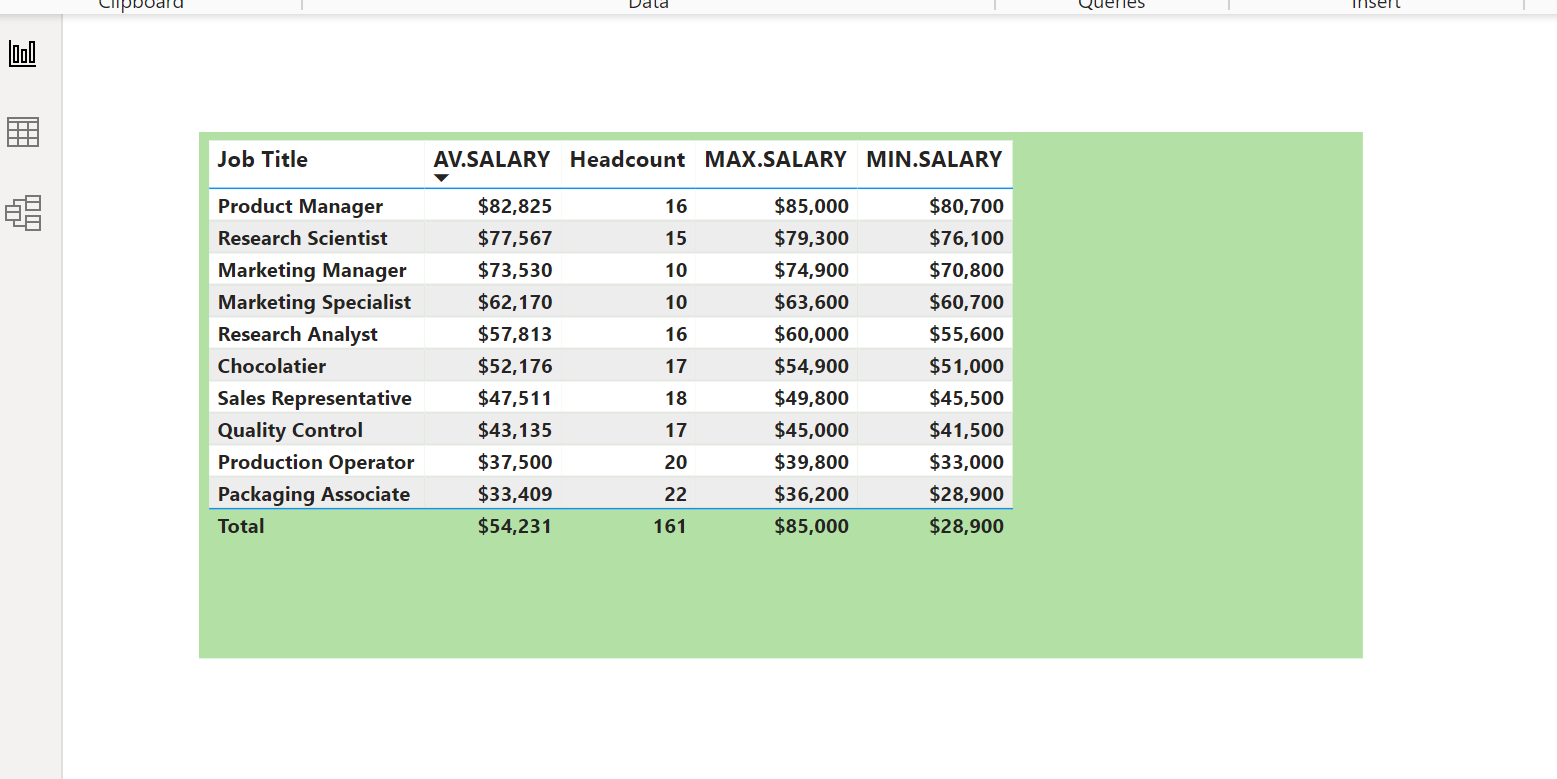 Clipboard Data Queries Insert
Job Title AV.SALARY Headcount MAX.SALARY MIN.SALARY
Product Manager $82,825 16 $85,000 $80,700
Research Scientist $77,567 15 $79,300 $76,100
Marketing Manager $73,530 10 $74,900 $70,800
Marketing Specialist $62,170 10 $63,600 $60,700
Research Analyst $57,813 16 $60,000 $55,600
Chocolatier $52,176 17 $54,900 $51,000
Sales Representative $47,511 18 $49,800 $45,500
Quality Control $43,135 17 $45,000 $41,500
Production Operator $37,500 20 $39,800 $33,000
Packaging Associate $33,409 22 $36,200 $28,900
Total $54,231 161 $85,000 $28,900